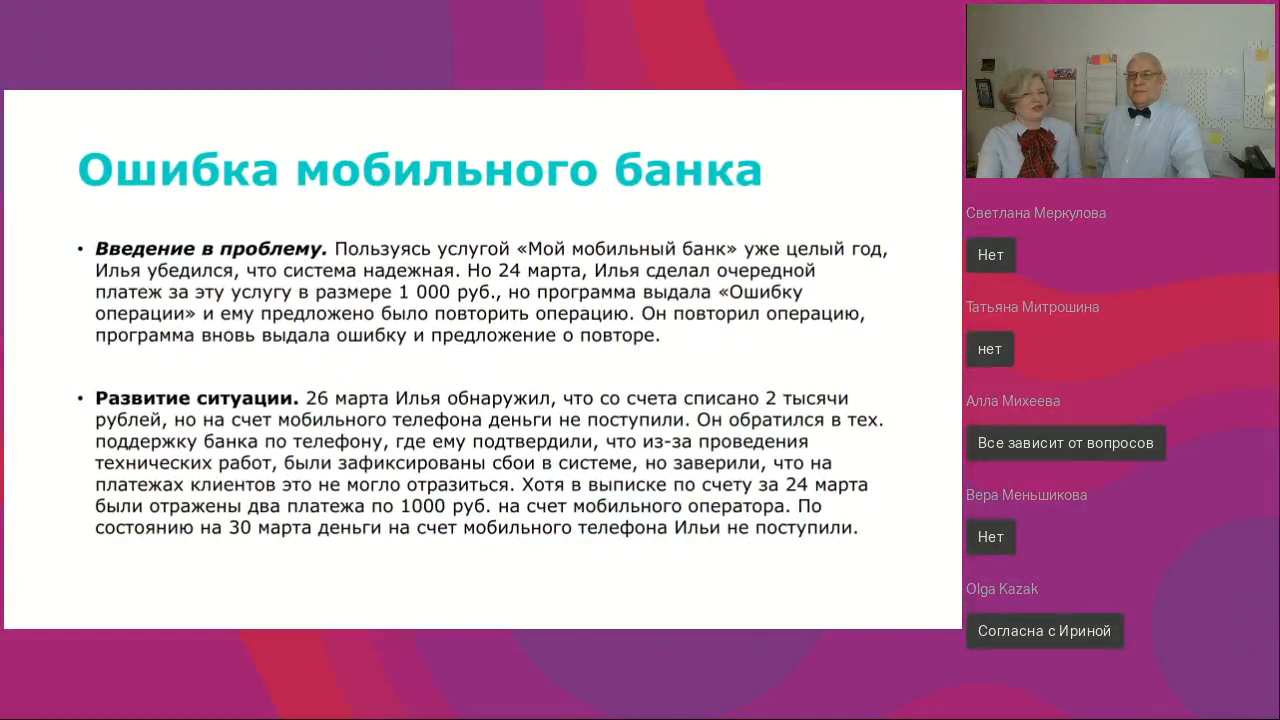 Ошибка мобильного банка
• Введение в проблему. Пользуясь услугой «Мой мобильный банк» уже целый год,
Илья убедился, что система надежная. Но 24 марта, Илья сделал очередной
платеж за эту услугу в размере 1 000 руб., но программа выдала «Ошибку
операции» и ему предложено было повторить операцию. Он повторил операцию,
программа вновь выдала ошибку и предложение о повторе.
• Развитие ситуации. 26 марта Илья обнаружил, что со счета списано 2 тысячи
рублей, но на счет мобильного телефона деньги не поступили. Он обратился в тех.
поддержку банка по телефону, где ему подтвердили, что из-за проведения
технических работ, были зафиксированы сбои в системе, но заверили, что на
платежах клиентов это не могло отразиться. Хотя в выписке по счету за 24 марта
были отражены два платежа по 1000 руб. на счет мобильного оператора. По
состоянию на 30 марта деньги на счет мобильного телефона Ильи не поступили.
Светлана Меркулова
Нет
Татьяна Митрошина
нет
Алла Михеева
Все зависит от вопросов
Вера Меньшикова
Нет
Olga Kazak
Согласна с Ириной